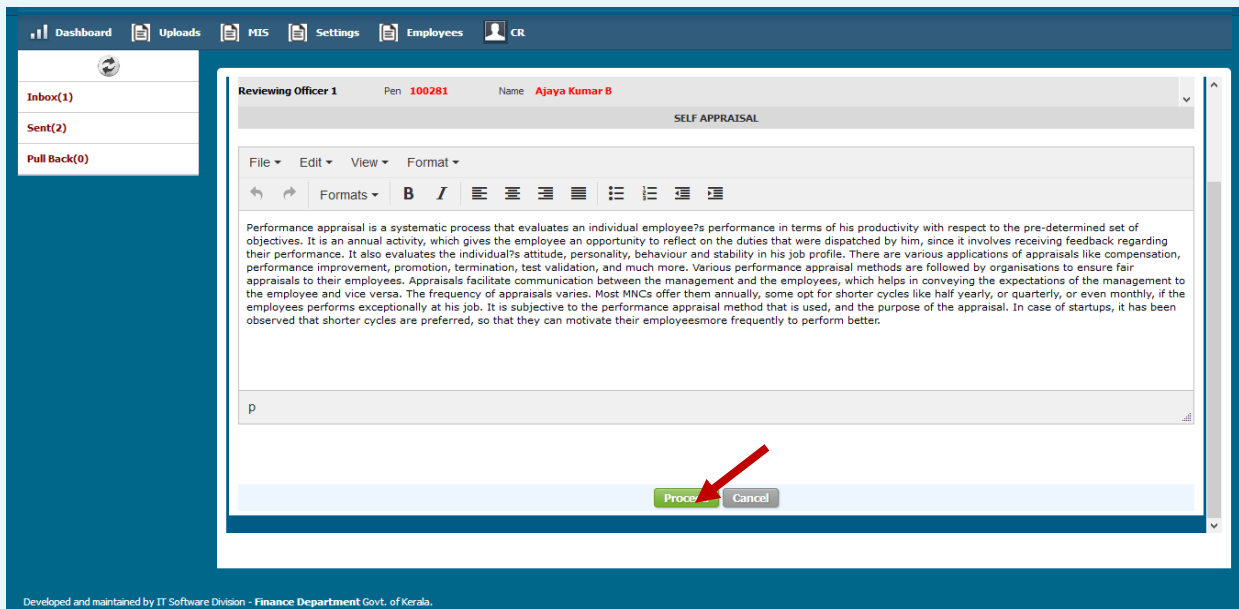 Dashboard Uploads MIS Settings Employees CR
Inbox(1)
Sent(2)
Pull Back(0)
Reviewing Officer 1 Pen 100281 Name Ajaya Kumar B
SELF APPRAISAL
File Edit View Format
Formats B I
Performance appraisal is a systematic process that evaluates an individual employee?s performance in terms of his productivity with respect to the pre-determined set of
objectives. It is an annual activity, which gives the employee an opportunity to reflect on the duties that were dispatched by him, since it involves receiving feedback regarding
their performance. It also evaluates the individual?s attitude, personality, behaviour and stability in his job profile. There are various applications of appraisals like compensation,
performance improvement, promotion, termination, test validation, and much more. Various performance appraisal methods are followed by organisations to ensure fair
appraisals to their employees. Appraisals facilitate communication between the management and the employees, which helps in conveying the expectations of the management to
the employee and vice versa. The frequency of appraisals varies. Most MNCs offer them annually, some opt for shorter cycles like half yearly, or quarterly, or even monthly, if the
employees performs exceptionally at his job. It is subjective to the performance appraisal method that is used, and the purpose of the appraisal. In case of startups, it has been
observed that shorter cycles are preferred, so that they can motivate their employeesmore frequently to perform better.
p
Cancel
Developed and maintained by IT Software Division - Finance Department Govt. of Kerala.